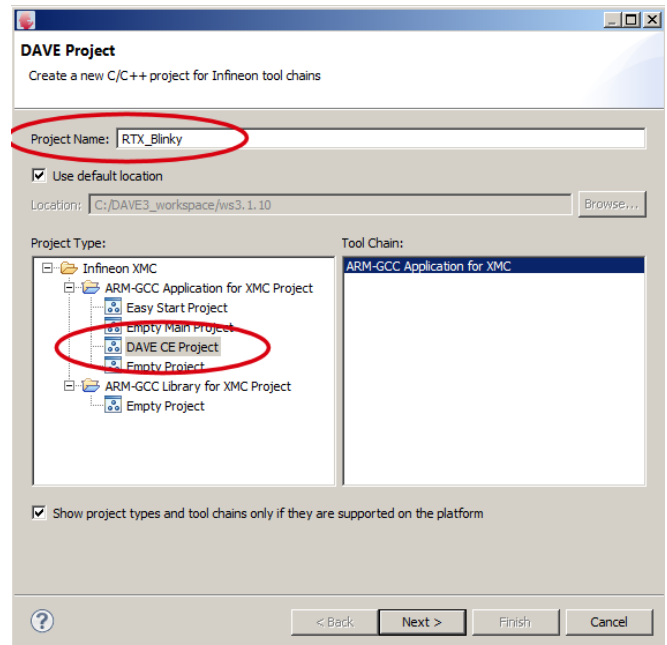 DAVE Project
Create a new C/C++ project for Infineon tool chains
Project Name: RTX_Blinky
Use default location
Location: C:/DAVE3_workspace/ws3.1.10 Browse...
Project Type: Tool Chain:
Infineon XMC
ARM-GCC Application for XMC Project
Easy Start Project
Empty Main Project
DAVE CE Project
Empty Project
ARM-GCC Library for XMC Project
Empty Project
ARM-GCC Application for XMC
Show project types and tool chains only if they are supported on the platform
? < Back Next > Finish Cancel